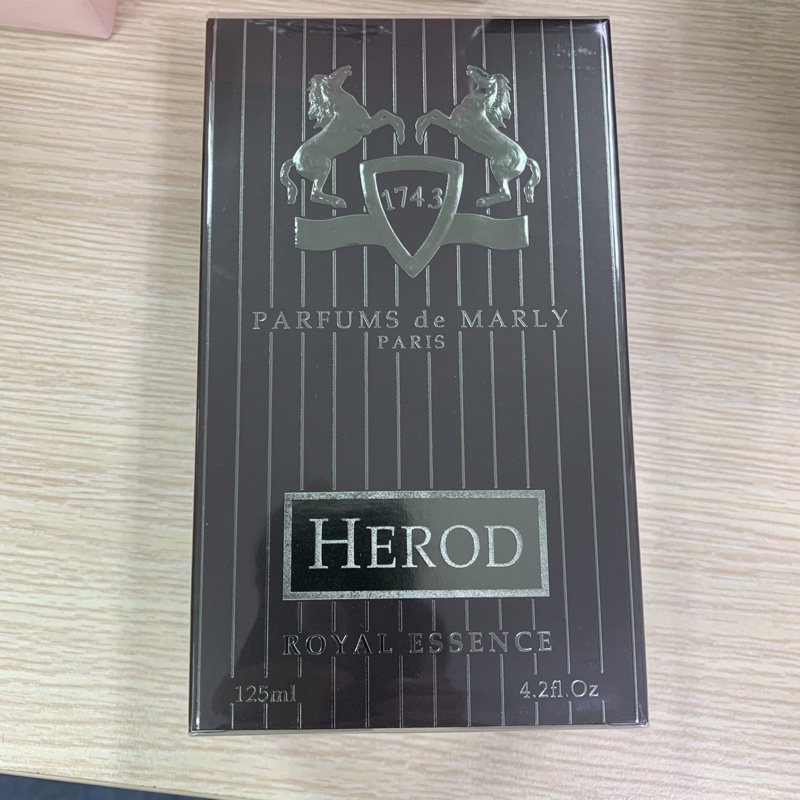 1743
PARFUMS de MARLY
PARIS
HEROD
ROYAL ESSENCE
125ml 4.2fl.Oz